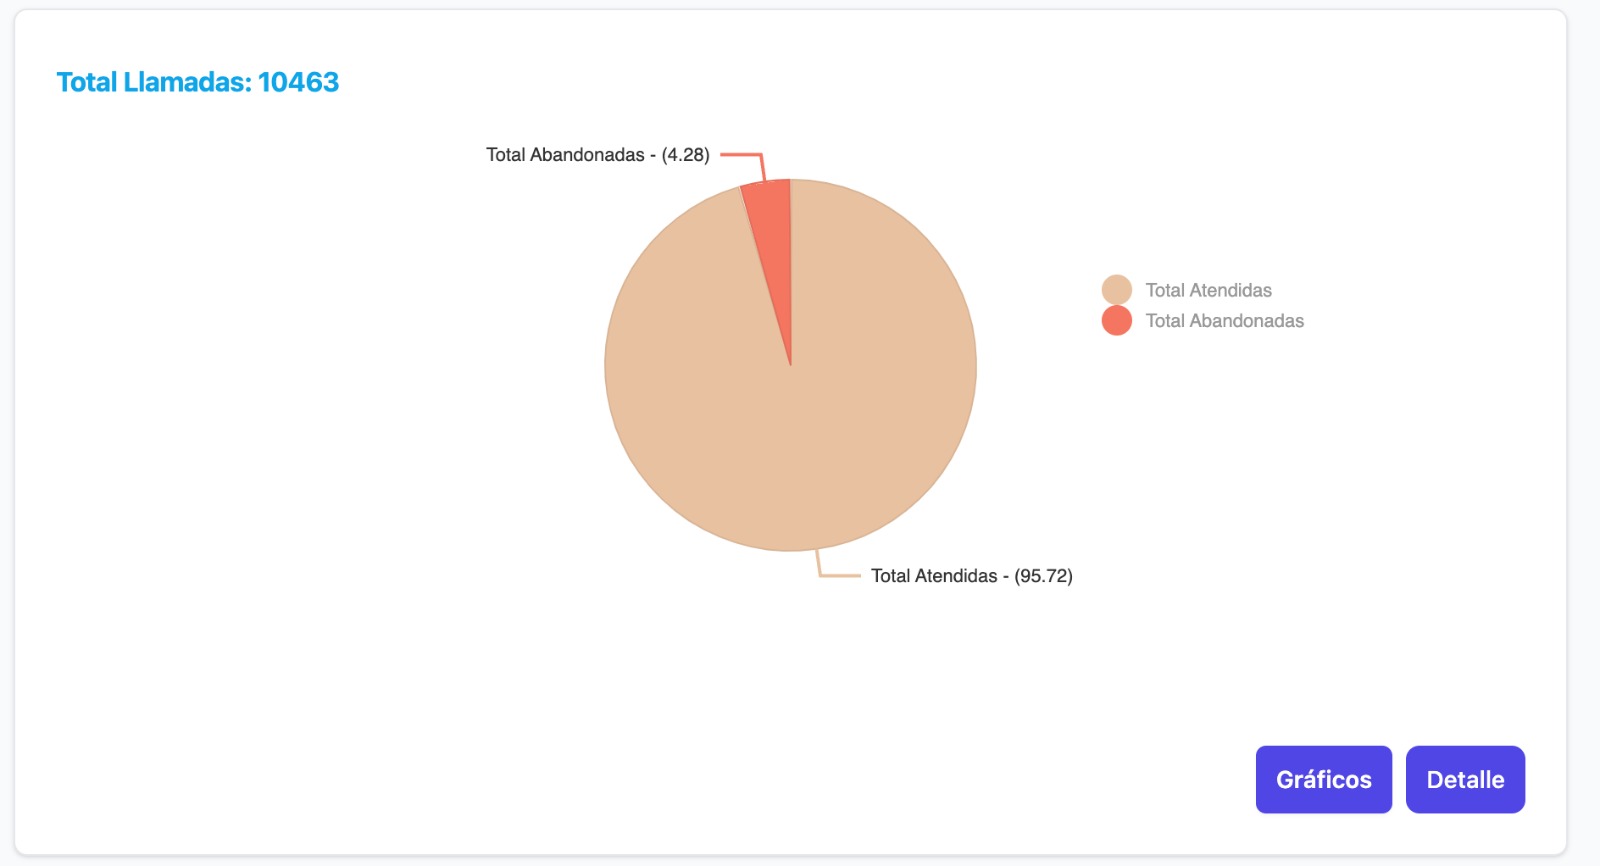 Total Llamadas: 10463
Total Abandonadas - (4.28)
Total Atendidas
Total Abandonadas
Total Atendidas - (95.72)
Gráficos
Detalle